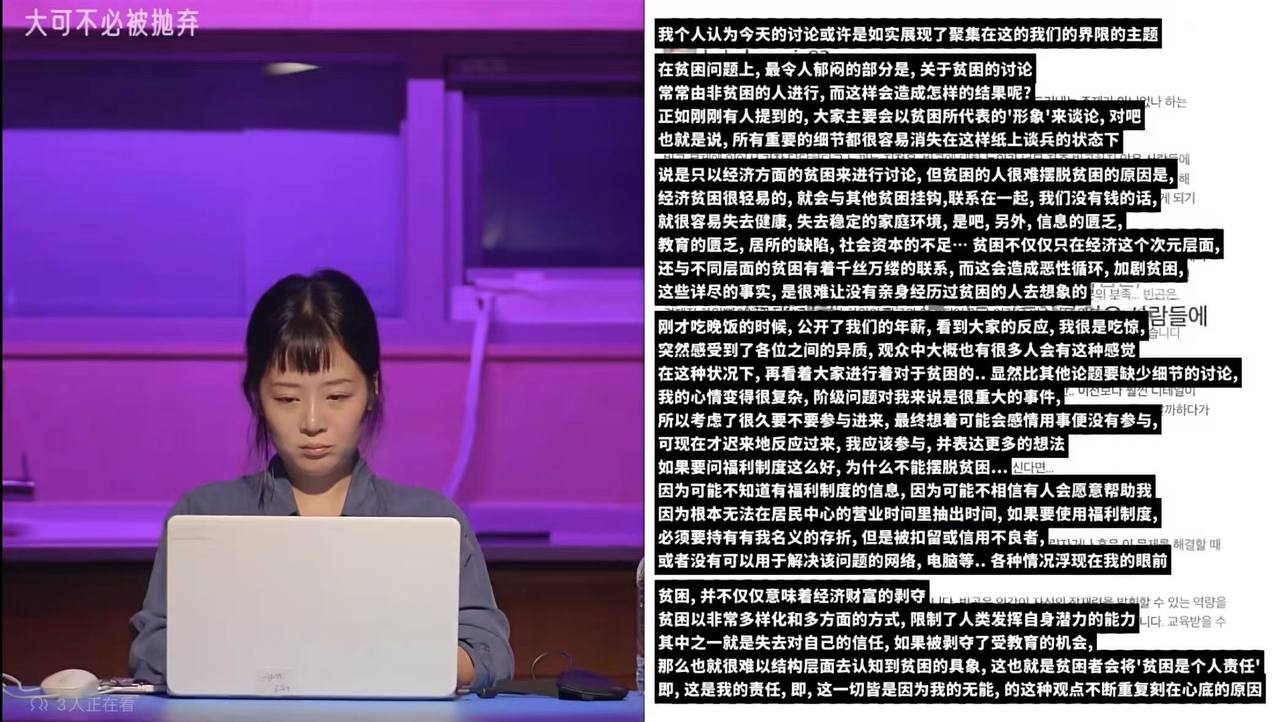 大可不必被抛弃
3人正在看
我个人认为今天的讨论或许是如实展现了聚集在这的我们的界限的主题
在贫困问题上, 最令人郁闷的部分是, 关于贫困的讨论
常常由非贫困的人进行, 而这样会造成怎样的结果呢?
正如刚刚有人提到的, 大家主要会以贫困所代表的'形象'来谈论, 对吧
也就是说, 所有重要的细节都很容易消失在这样纸上谈兵的状态下
说是只以经济方面的贫困来进行讨论, 但贫困的人很难摆脱贫困的原因是,
经济贫困很轻易的, 就会与其他贫困挂钩,联系在一起, 我们没有钱的话,
就很容易失去健康, 失去稳定的家庭环境, 是吧, 另外, 信息的匮乏,
教育的匮乏, 居所的缺陷, 社会资本的不足… 贫困不仅仅只在经济这个次元层面,
还与不同层面的贫困有着千丝万缕的联系, 而这会造成恶性循环, 加剧贫困,
这些详尽的事实, 是很难让没有亲身经历过贫困的人去想象的
刚才吃晚饭的时候, 公开了我们的年薪, 看到大家的反应, 我很是吃惊,
突然感受到了各位之间的异质, 观众中大概也有很多人会有这种感觉
在这种状况下, 再看着大家进行着对于贫困的.. 显然比其他论题要缺少细节的讨论,
我的心情变得很复杂, 阶级问题对我来说是很重大的事件,
所以考虑了很久要不要参与进来, 最终想着可能会感情用事便没有参与,
可现在才迟来地反应过来, 我应该参与, 并表达更多的想法
如果要问福利制度这么好, 为什么不能摆脱贫困... 신다면...
因为可能不知道有福利制度的信息, 因为可能不相信有人会愿意帮助我
因为根本无法在居民中心的营业时间里抽出时间, 如果要使用福利制度,
必须要持有有我名义的存折, 但是被扣留或信用不良者,
或者没有可以用于解决该问题的网络, 电脑等.. 各种情况浮现在我的眼前
贫困, 并不仅仅意味着经济财富的剥夺
贫困以非常多样化和多方面的方式, 限制了人类发挥自身潜力的能力
其中之一就是失去对自己的信任, 如果被剥夺了受教育的机会,
那么也就很难以结构层面去认知到贫困的具象, 这也就是贫困者会将'贫困是个人责任'
即, 这是我的责任, 即, 这一切皆是因为我的无能, 的这种观点不断重复刻在心底的原因